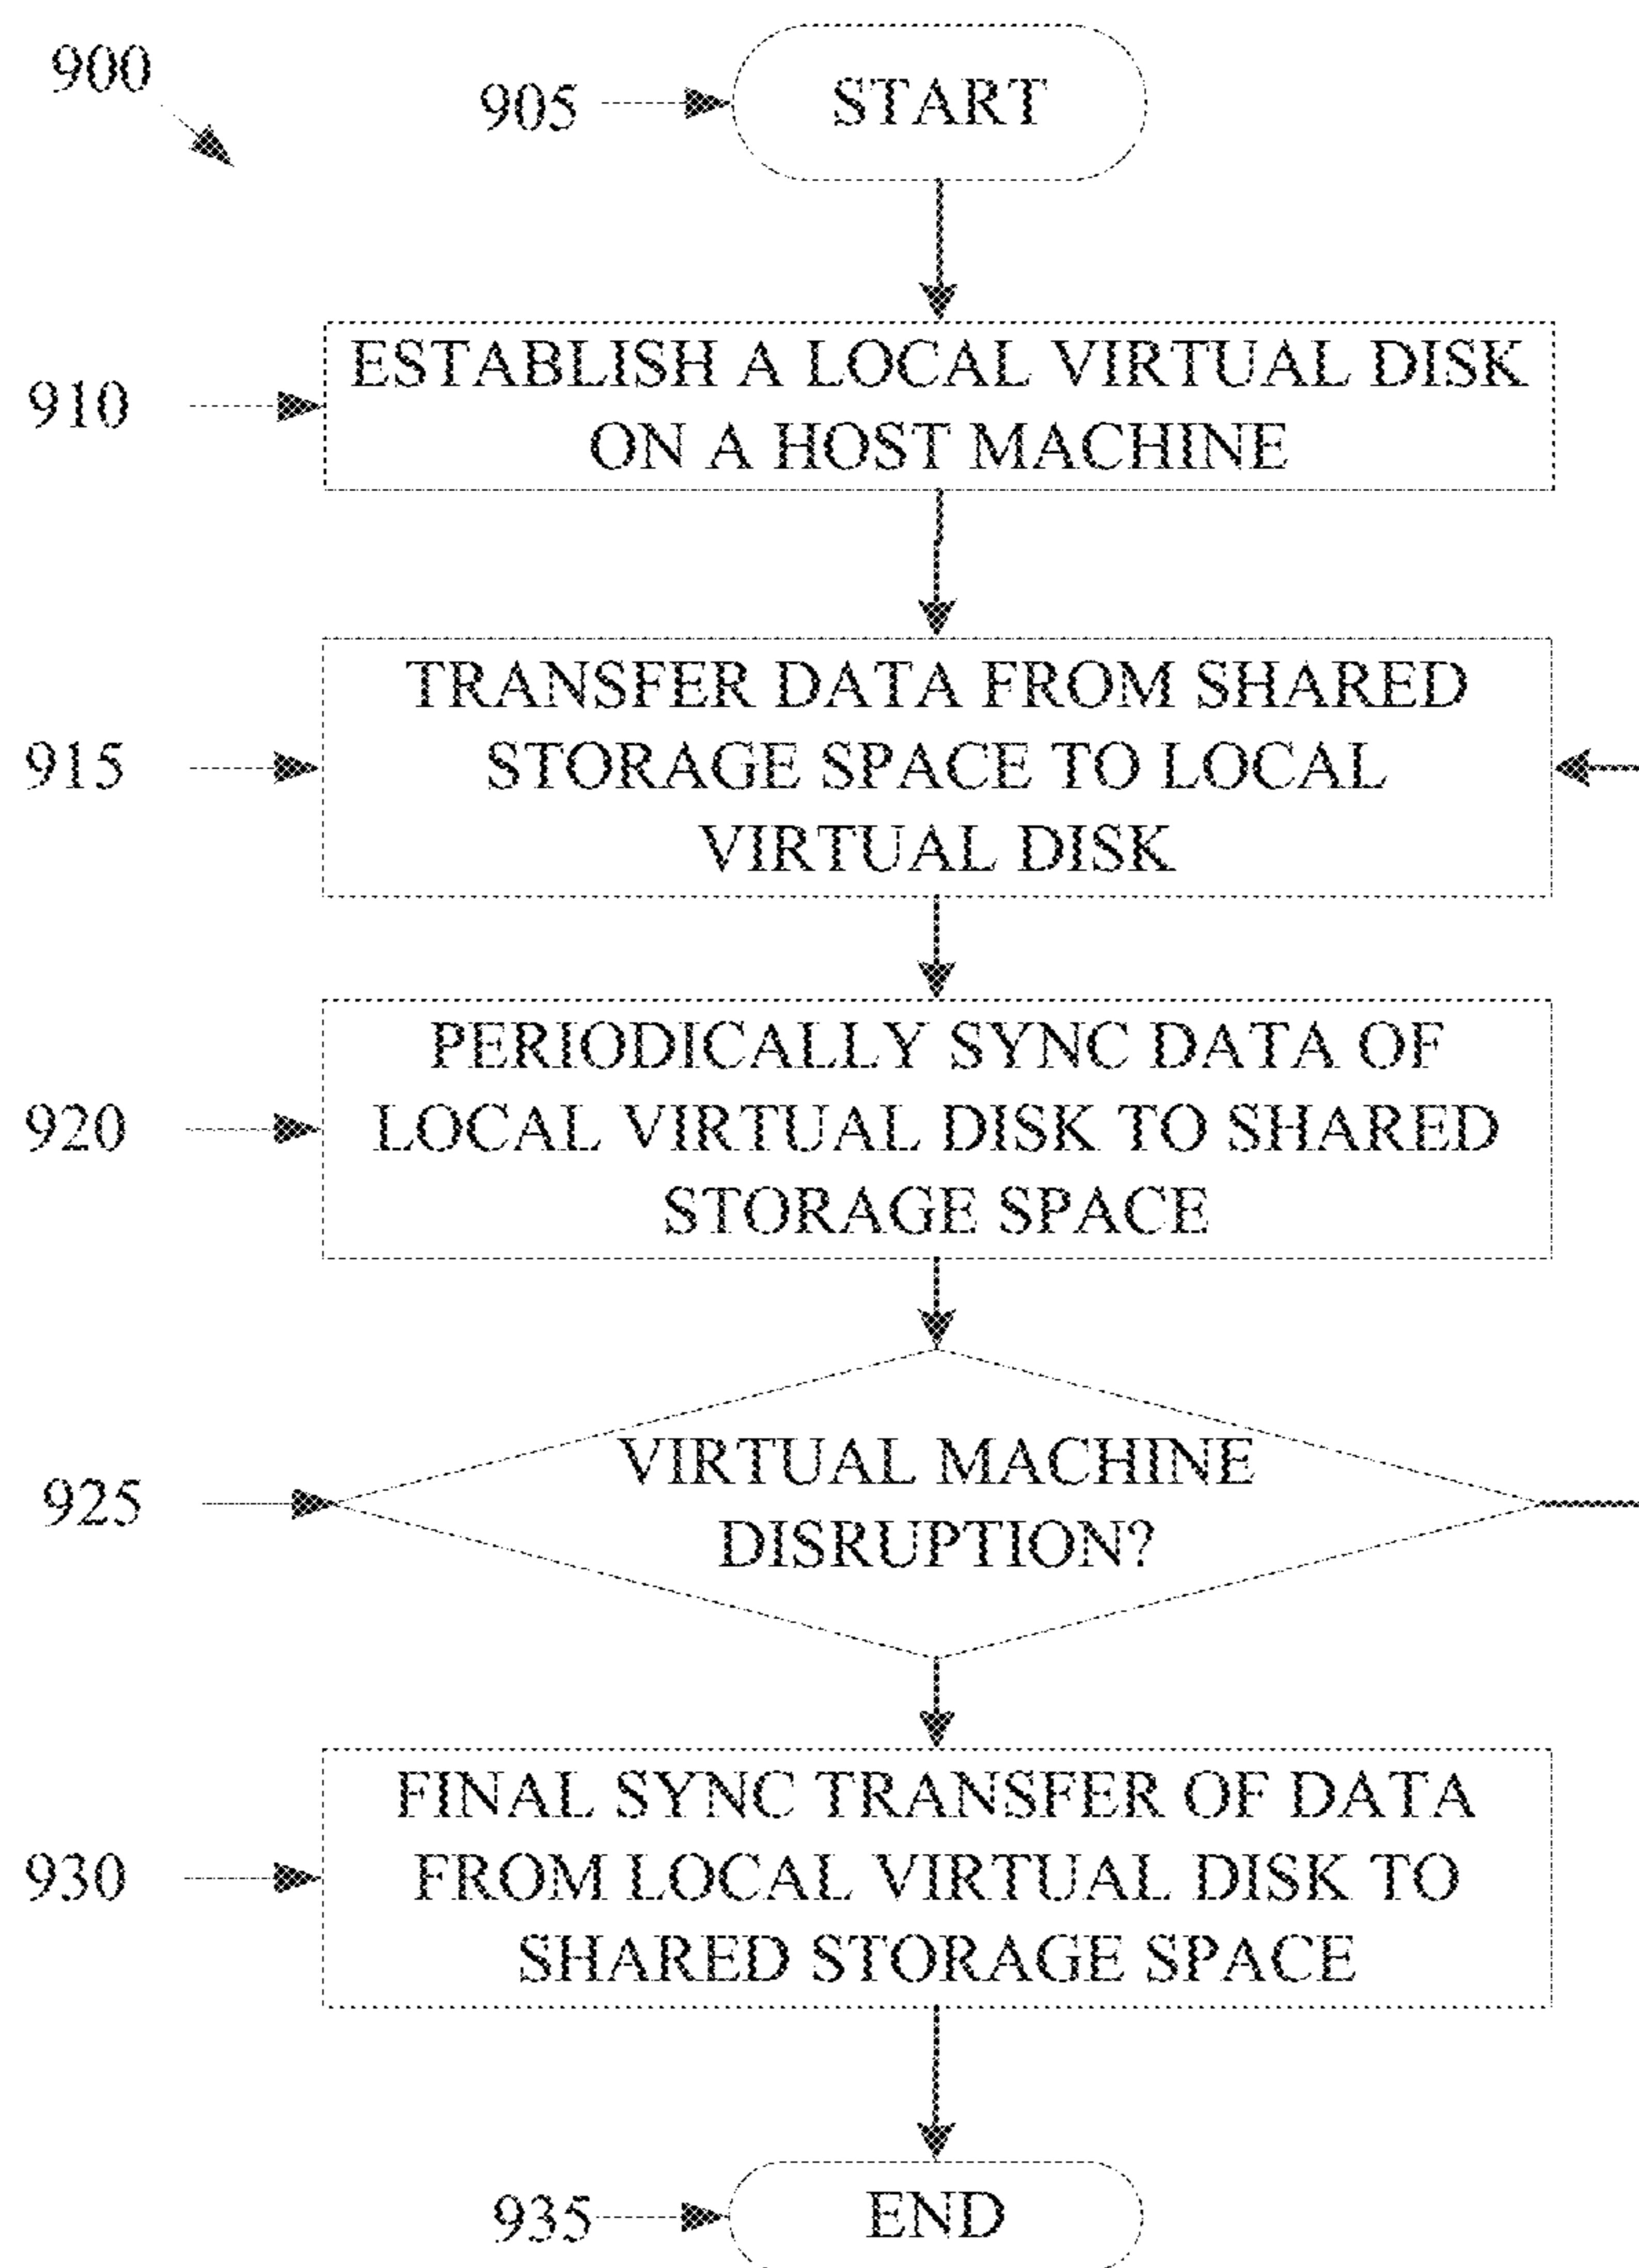 900
905
START
910
ESTABLISH A LOCAL VIRTUAL DISK
ON A HOST MACHINE
915
TRANSFER DATA FROM SHARED
STORAGE SPACE TO LOCAL
VIRTUAL DISK
920
PERIODICALLY SYNC DATA OF
LOCAL VIRTUAL DISK TO SHARED
STORAGE SPACE
925
VIRTUAL MACHINE
DISRUPTION?
930
FINAL SYNC TRANSFER OF DATA
FROM LOCAL VIRTUAL DISK TO
SHARED STORAGE SPACE
935
END